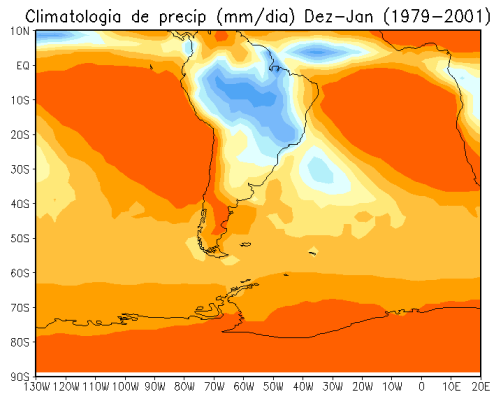 Climatologia de precip (mm/dia) Dez-Jan (1979-2001)
10N
EQ
10S
20S
30S
40S
50S
60S
70S
80S
90S
130W 120W 110W 100W 90W 80W 70W 60W 50W 40W 30W 20W 10W 0 10E 20E